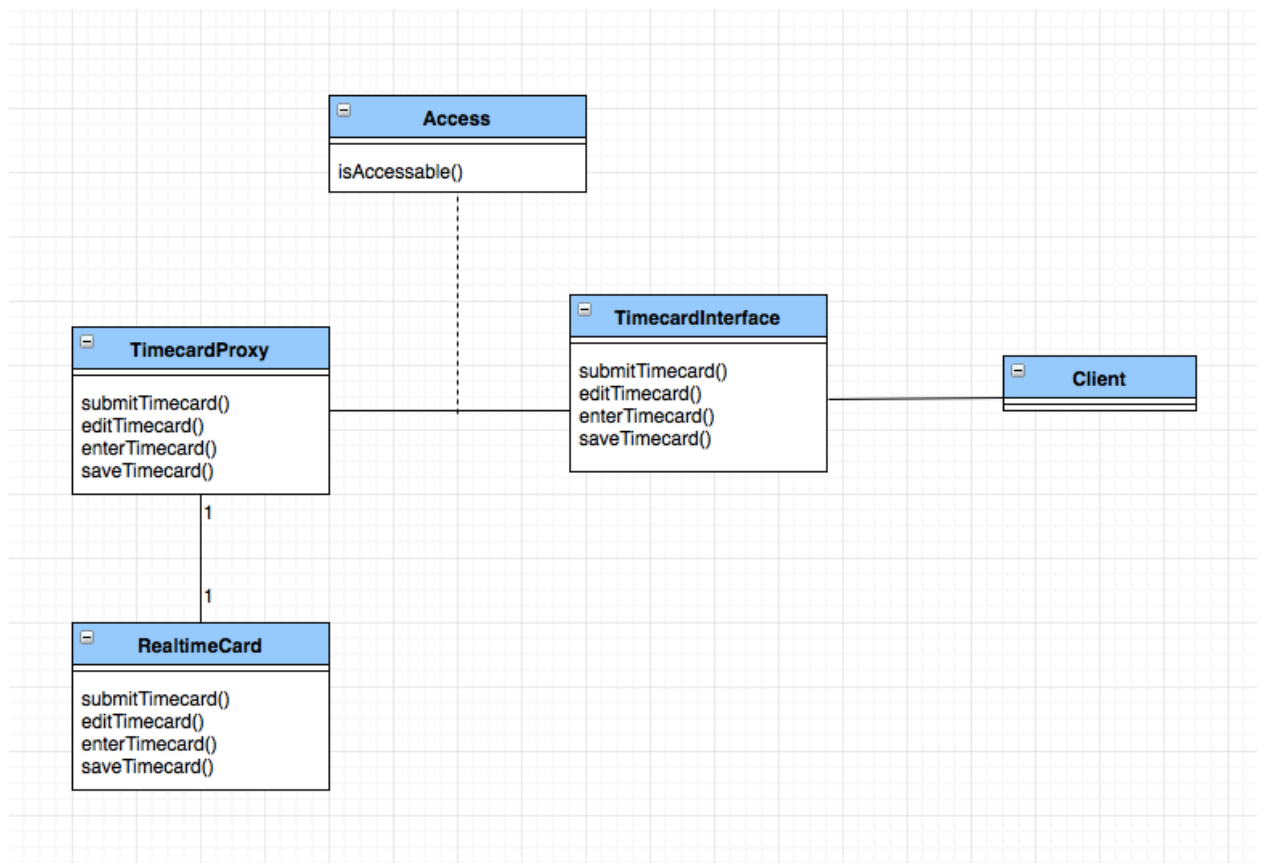 Access
isAccessable()
TimecardInterface
submitTimecard()
editTimecard()
enterTimecard()
saveTimecard()
Client
TimecardProxy
submitTimecard()
editTimecard()
enterTimecard()
saveTimecard()
1
1
RealtimeCard
submitTimecard()
editTimecard()
enterTimecard()
saveTimecard()